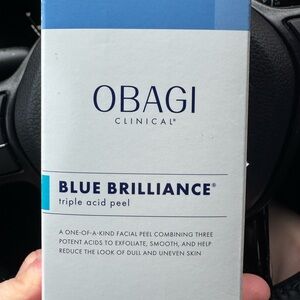 OBAGI
CLINICAL®
BLUE BRILLIANCE®
triple acid peel
A ONE-OF-A-KIND FACIAL PEEL COMBINING THREE
POTENT ACIDS TO EXFOLIATE, SMOOTH, AND HELP
REDUCE THE LOOK OF DULL AND UNEVEN SKIN